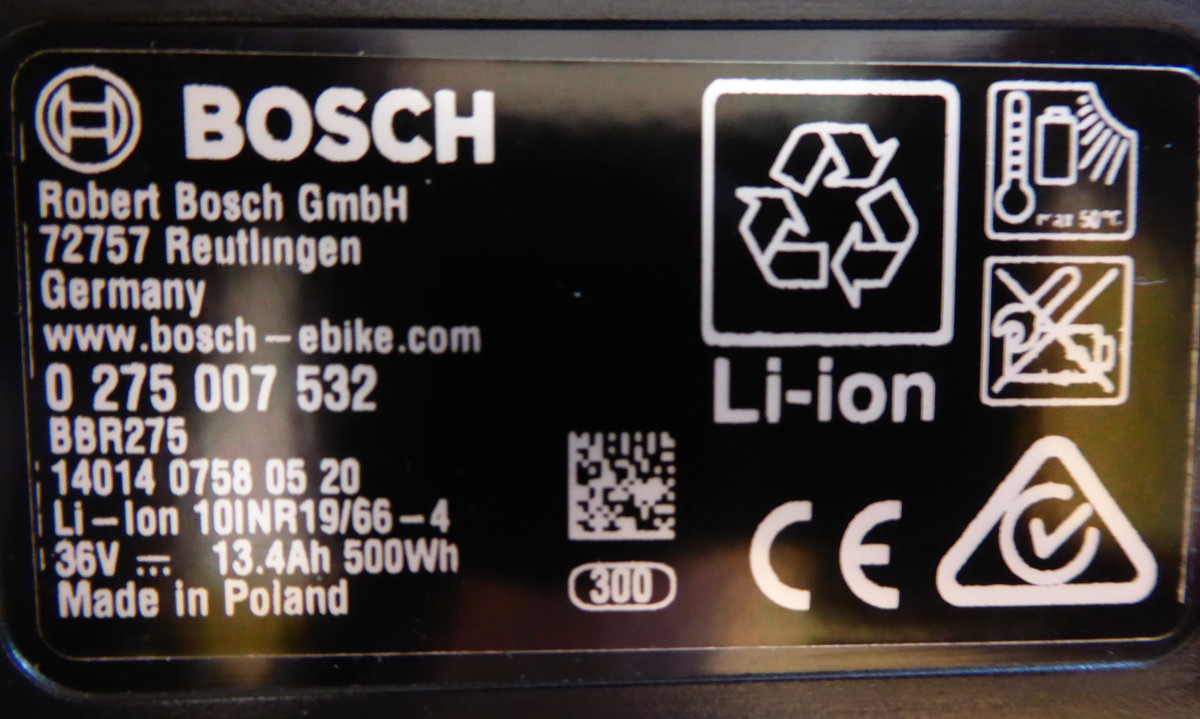 BOSCH
Robert Bosch GmbH
72757 Reutlingen
Germany
www.bosch-ebike.com
0 275 007 532
BBR275
14014 0758 05 20
Li-Ion 10INR19/66-4
36V ⎓ 13.4Ah 500Wh
Made in Poland
300
Li-ion
CE
max 50°C